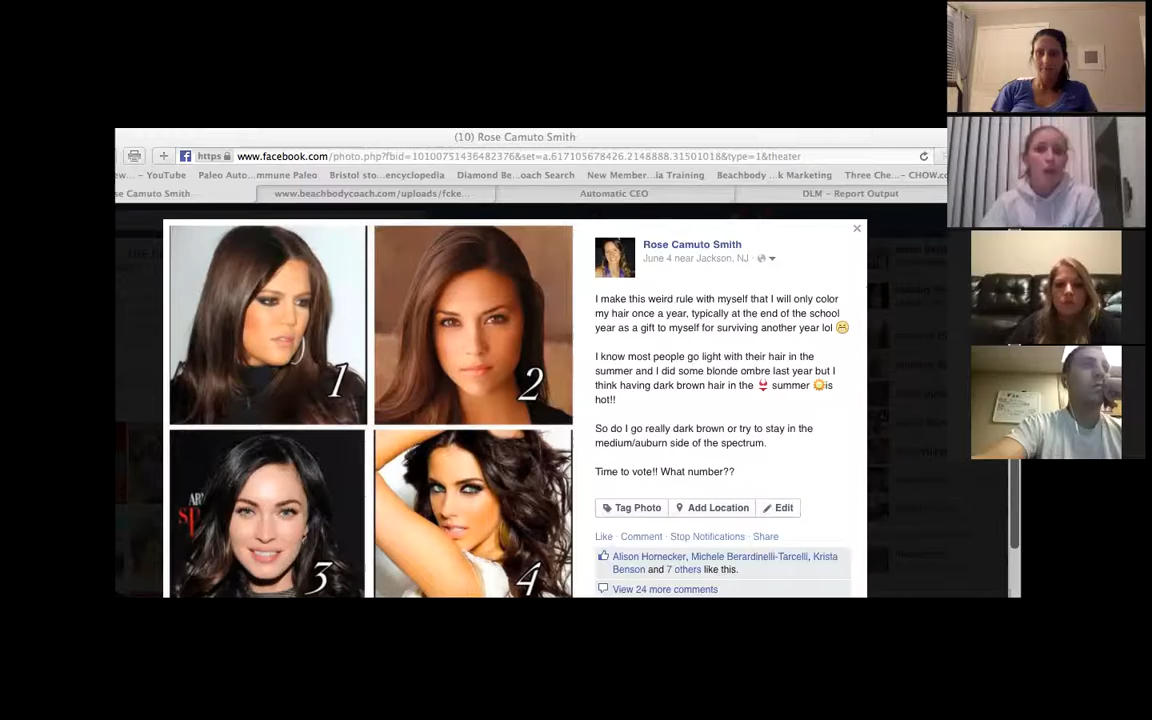 (10) Rose Camuto Smith
https www.facebook.com/photo.php?fbid=10100751436482376&set=a.617105678426.2148888.31501018&type=1&theater
ew... – YouTube Paleo Auto...mmune Paleo Bristol sto...encyclopedia Diamond Be...oach Search New Member...ia Training Beachbody ...k Marketing Three Che...– CHOW.co
ose Camuto Smith www.beachbodycoach.com/uploads/fcke... Automatic CEO DLM – Report Output
Rose Camuto Smith
June 4 near Jackson, NJ ·
I make this weird rule with myself that I will only color
my hair once a year, typically at the end of the school
year as a gift to myself for surviving another year lol 😁
I know most people go light with their hair in the
summer and I did some blonde ombre last year but I
think having dark brown hair in the 👙 summer ☀️is
hot!!
So do I go really dark brown or try to stay in the
medium/auburn side of the spectrum.
Time to vote!! What number??
Tag Photo Add Location Edit
Like · Comment · Stop Notifications · Share
Alison Hornecker, Michele Berardinelli-Tarcelli, Krista
Benson and 7 others like this.
View 24 more comments
1
2
3
4